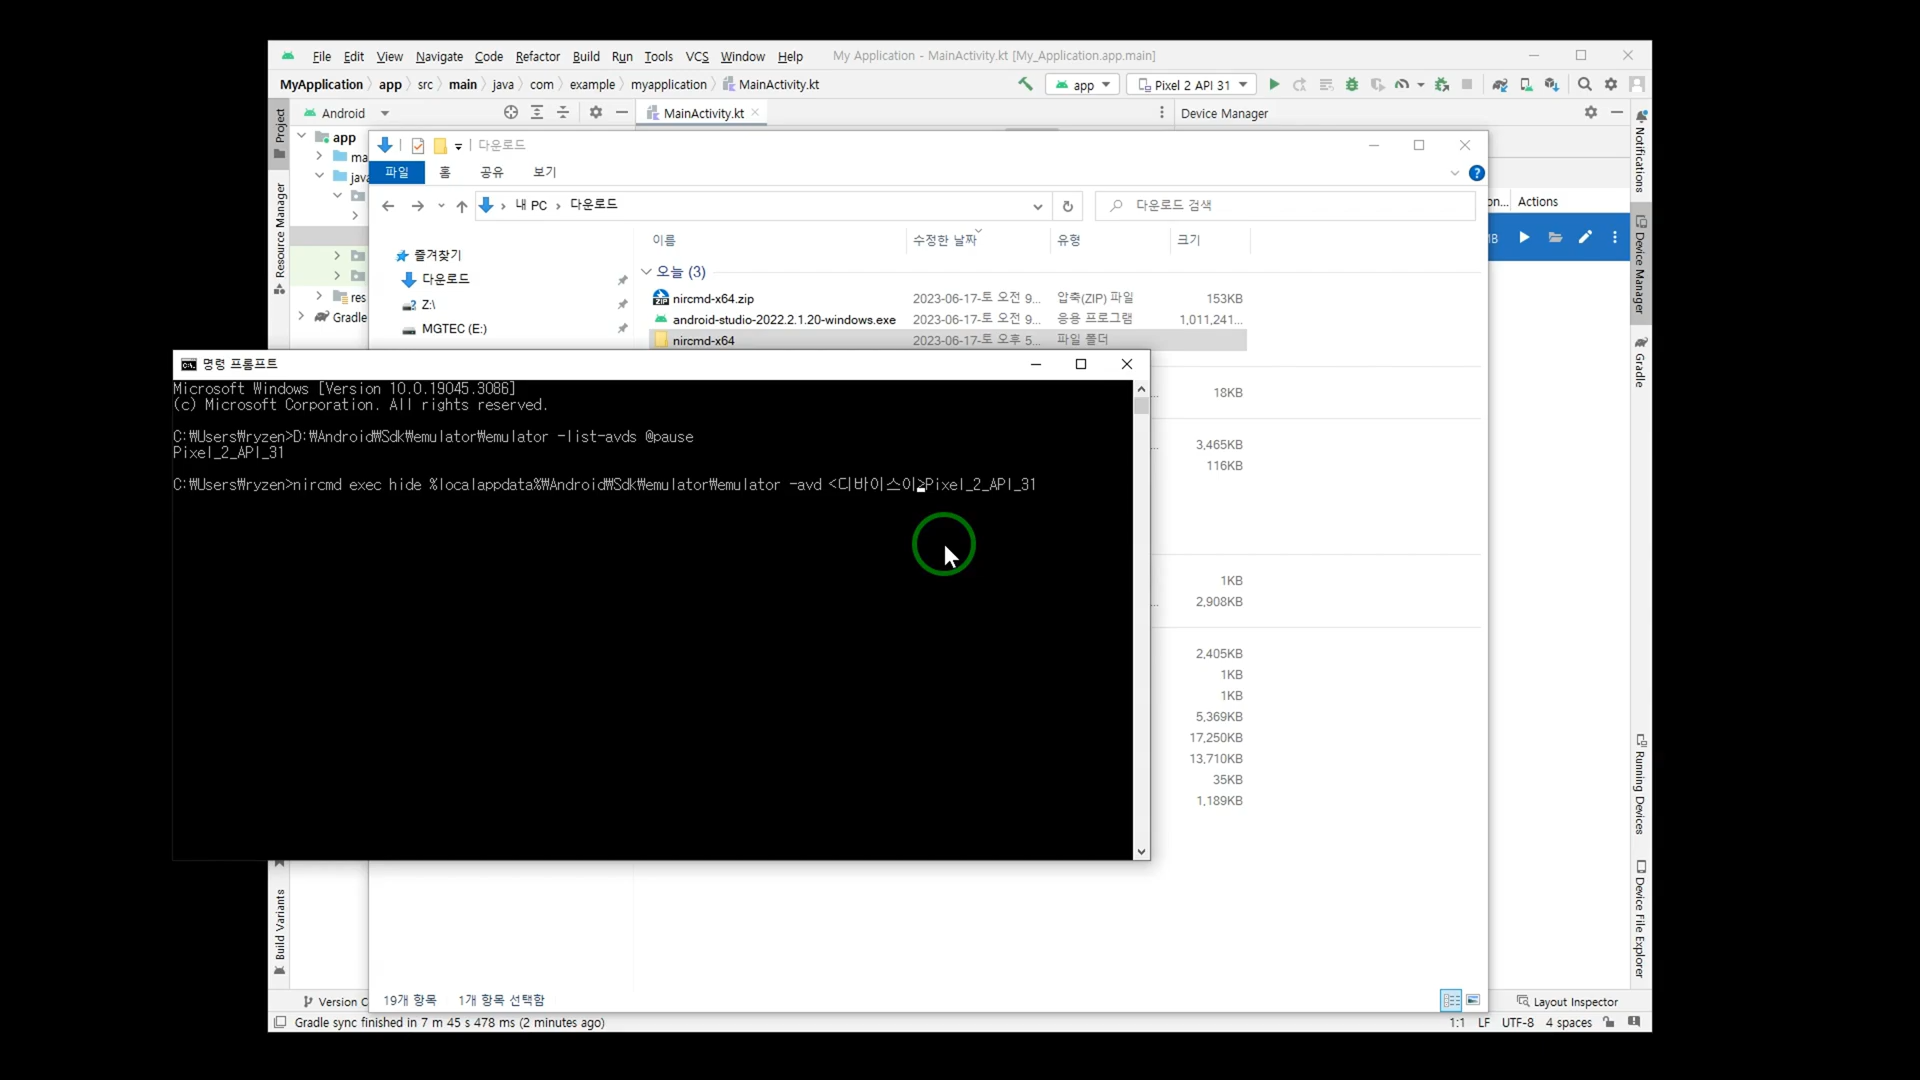 File Edit View Navigate Code Refactor Build Run Tools VCS Window Help My Application - MainActivity.kt [My_Application.app.main]
MyApplication app src main java com example myapplication MainActivity.kt app Pixel 2 API 31
Android MainActivity.kt Device Manager
Project
Resource Manager
Build Variants
app
ma
java
res
Gradle
다운로드
파일 홈 공유 보기
내 PC 다운로드 다운로드 검색
이름 수정한 날짜 유형 크기
즐겨찾기
다운로드
Z:\
MGTEC (E:)
오늘 (3)
nircmd-x64.zip 2023-06-17-토 오전 9... 압축(ZIP) 파일 153KB
android-studio-2022.2.1.20-windows.exe 2023-06-17-토 오전 9... 응용 프로그램 1,011,241...
nircmd-x64 2023-06-17-토 오후 5... 파일 폴더
18KB
3,465KB
116KB
1KB
2,908KB
2,405KB
1KB
1KB
5,369KB
17,250KB
13,710KB
35KB
1,189KB
on... Actions
Notifications
Device Manager
Gradle
Running Devices
Device File Explorer
명령 프롬프트
Microsoft Windows [Version 10.0.19045.3086]
(c) Microsoft Corporation. All rights reserved.
C:₩Users₩ryzen>D:₩Android₩Sdk₩emulator₩emulator -list-avds @pause
Pixel_2_API_31
C:₩Users₩ryzen>nircmd exec hide %localappdata%₩Android₩Sdk₩emulator₩emulator -avd <디바이스이>Pixel_2_API_31
19개 항목 1개 항목 선택함
Version C Layout Inspector
Gradle sync finished in 7 m 45 s 478 ms (2 minutes ago) 1:1 LF UTF-8 4 spaces